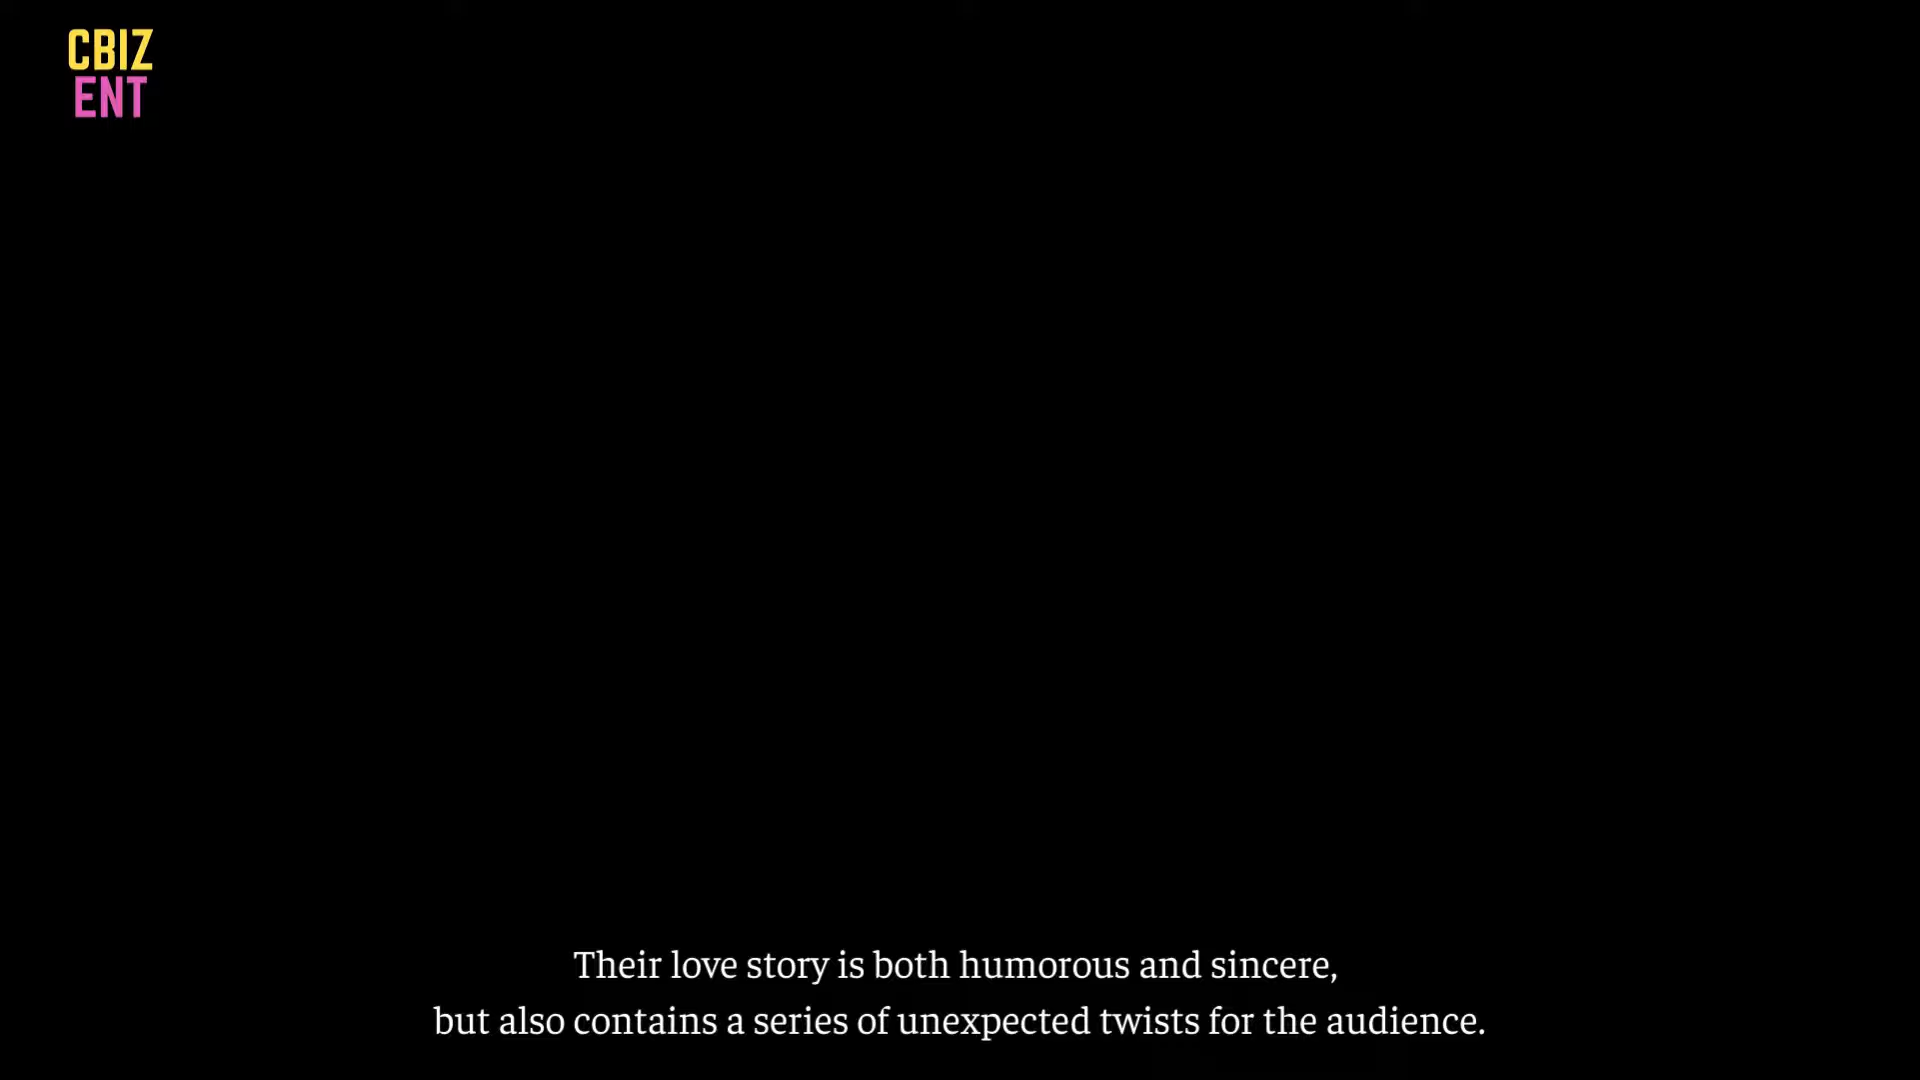 CBIZ
ENT
Their love story is both humorous and sincere,
but also contains a series of unexpected twists for the audience.